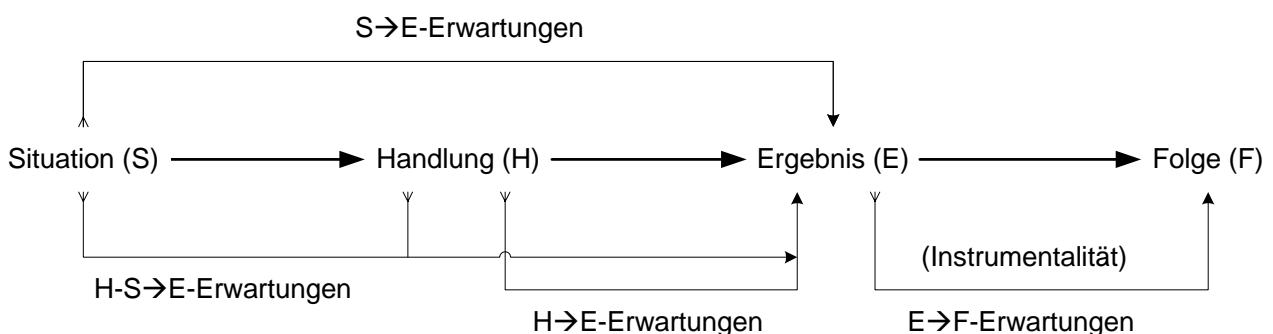 S→E-Erwartungen
Situation (S) Handlung (H) Ergebnis (E) Folge (F)
(Instrumentalität)
H-S→E-Erwartungen
H→E-Erwartungen E→F-Erwartungen